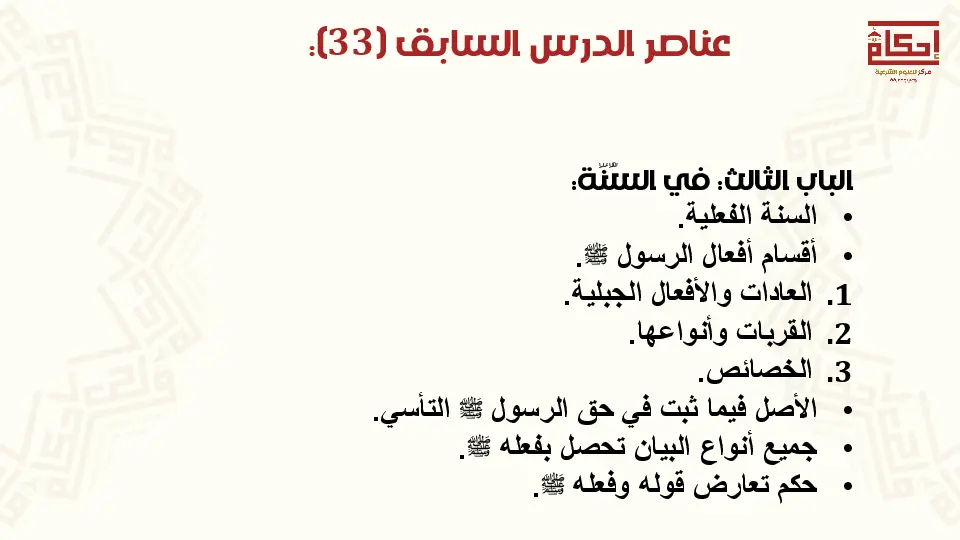 عناصر الدرس السابق (33):
إحكام
مركز للعلوم الشرعية
الباب الثالث: في السُّنَّة:
• السنة الفعلية.
• أقسام أفعال الرسول ﷺ.
1. العادات والأفعال الجبلية.
2. القربات وأنواعها.
3. الخصائص.
• الأصل فيما ثبت في حق الرسول ﷺ التأسي.
• جميع أنواع البيان تحصل بفعله ﷺ.
• حكم تعارض قوله وفعله ﷺ.